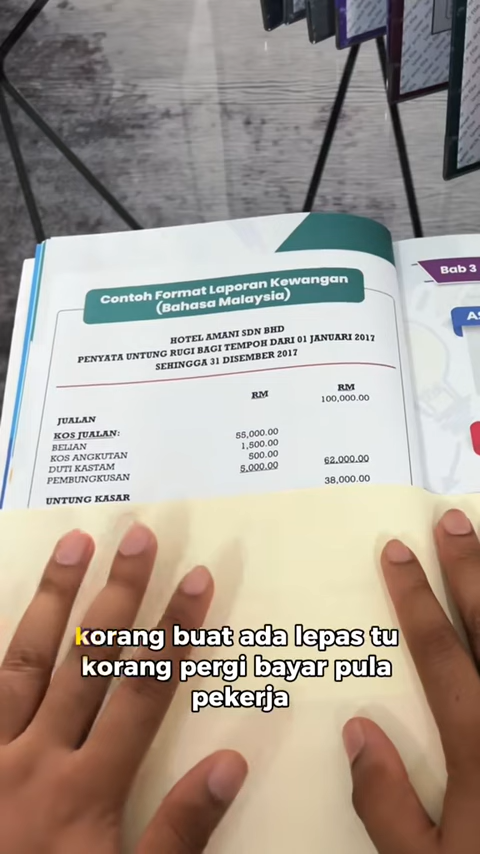 Contoh Format Laporan Kewangan
(Bahasa Malaysia)
HOTEL AMANI SDN BHD
PENYATA UNTUNG RUGI BAGI TEMPOH DARI 01 JANUARI 2017
SEHINGGA 31 DISEMBER 2017
RM RM
JUALAN 100,000.00
KOS JUALAN:
BELIAN 55,000.00
KOS ANGKUTAN 1,500.00
DUTI KASTAM 500.00
PEMBUNGKUSAN 5,000.00 62,000.00
UNTUNG KASAR 38,000.00
Bab 3
korang buat ada lepas tu
korang pergi bayar pula
pekerja